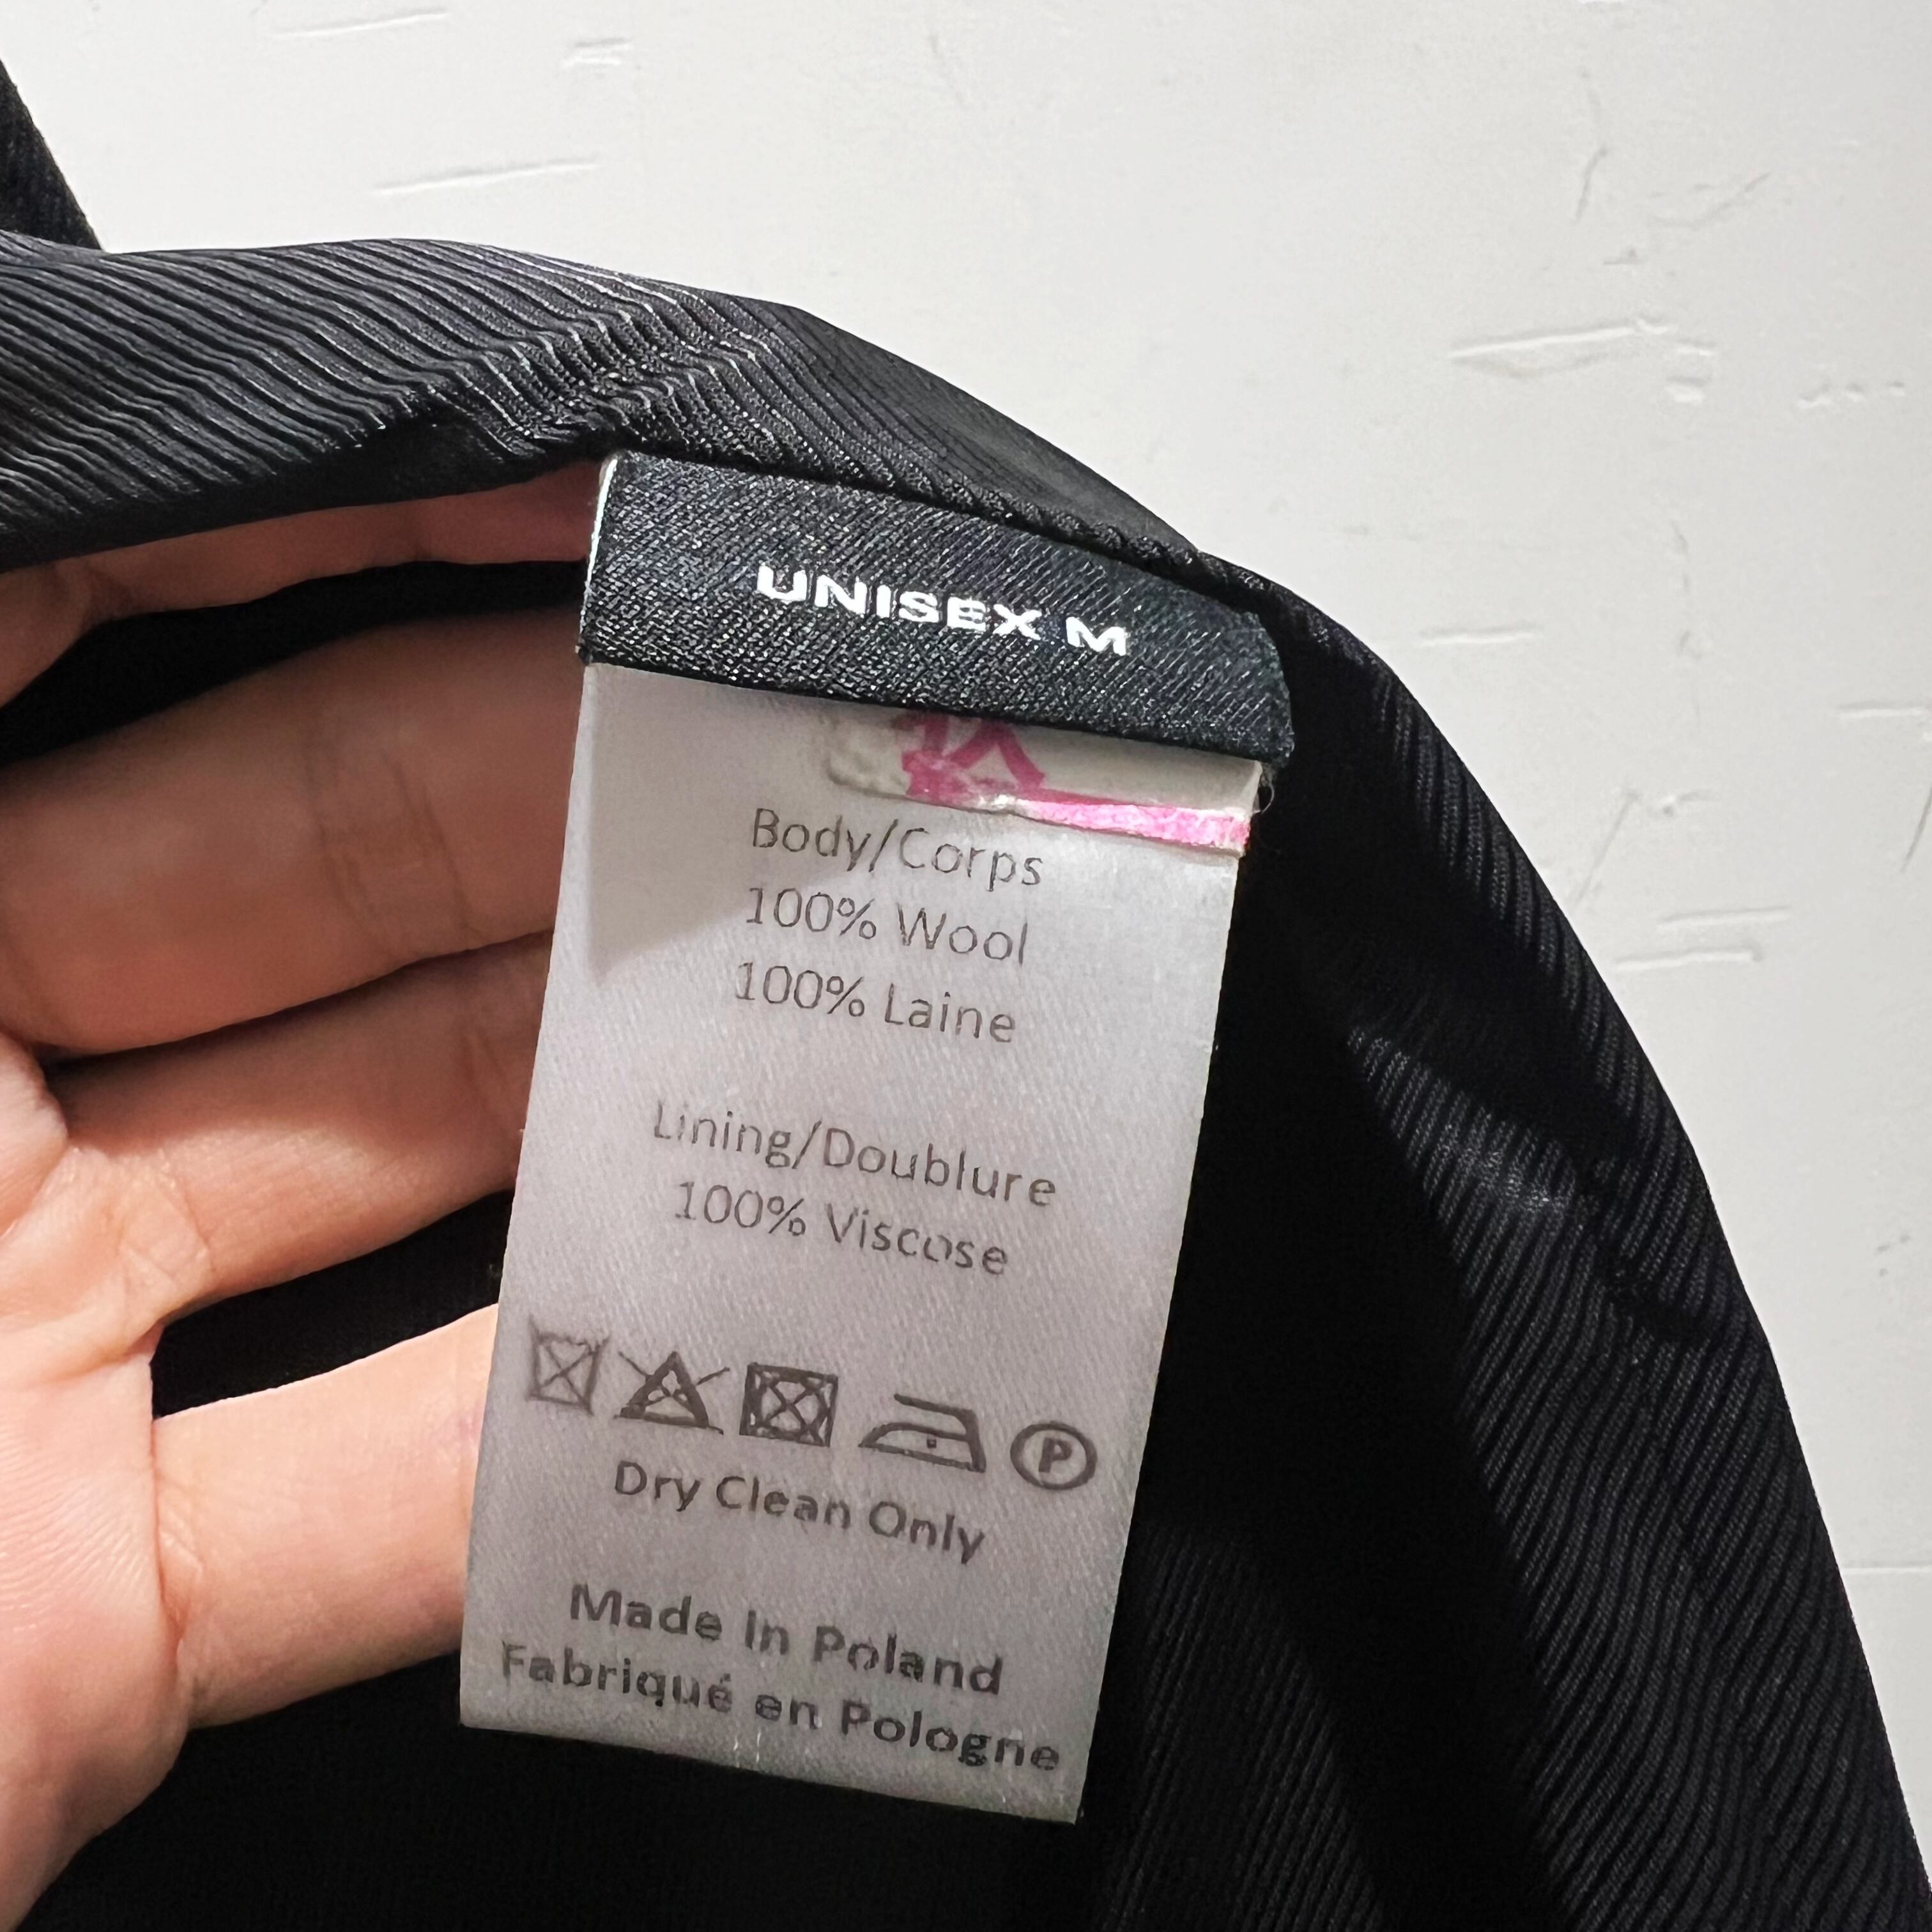 UNISEX M
Body/Corps
100% Wool
100% Laine
Lining/Doublure
100% Viscose
P
Dry Clean Only
Made in Poland
Fabriqué en Pologne